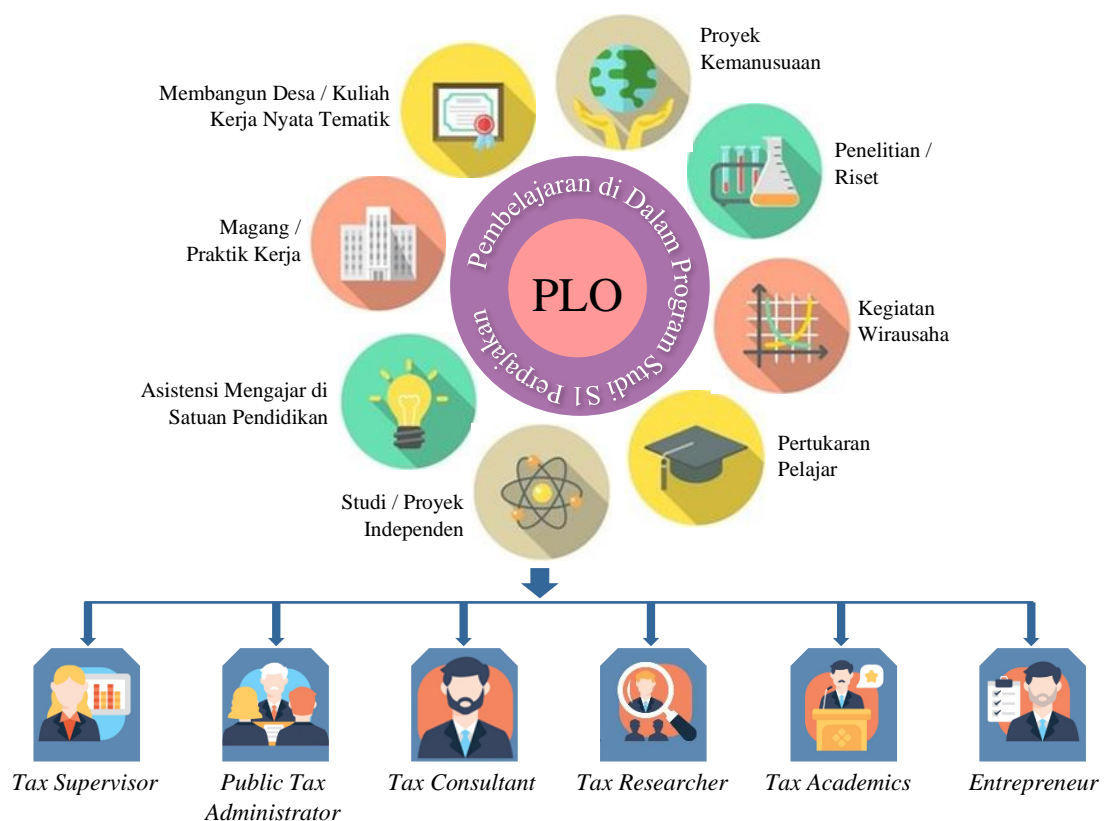 Proyek
Kemanusuaan
Membangun Desa / Kuliah
Kerja Nyata Tematik
Penelitian /
Riset
Magang /
Praktik Kerja
Pembelajaran di Dalam Program Studi S1 Perpajakan
PLO
Kegiatan
Wirausaha
Asistensi Mengajar di
Satuan Pendidikan
Pertukaran
Pelajar
Studi / Proyek
Independen
Tax Supervisor
Public Tax
Administrator
Tax Consultant
Tax Researcher
Tax Academics
Entrepreneur